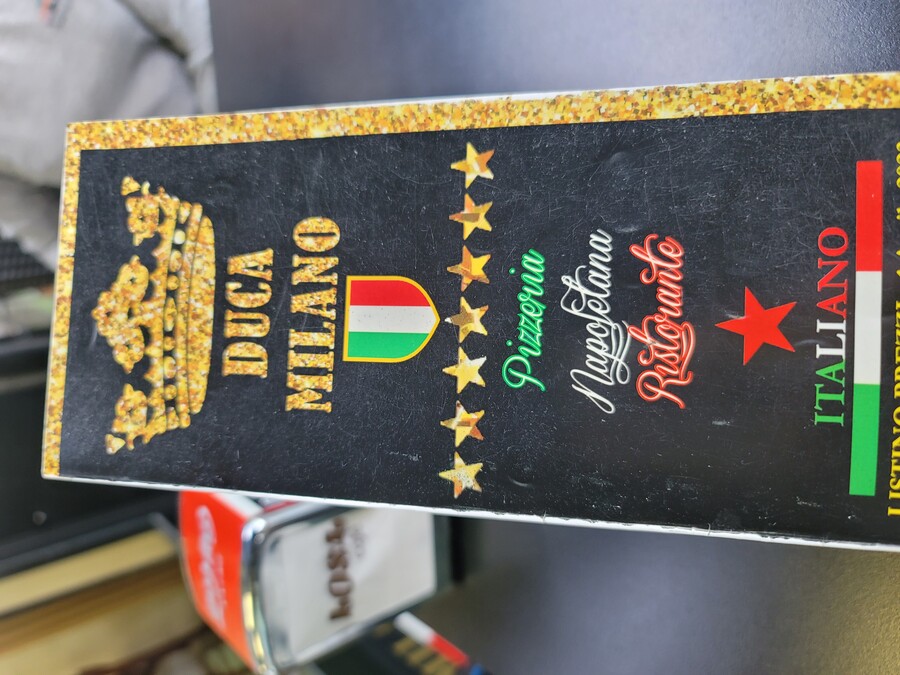 DUCA
MILANO
Pizzeria
Napoletana
Ristorante
ITALIANO